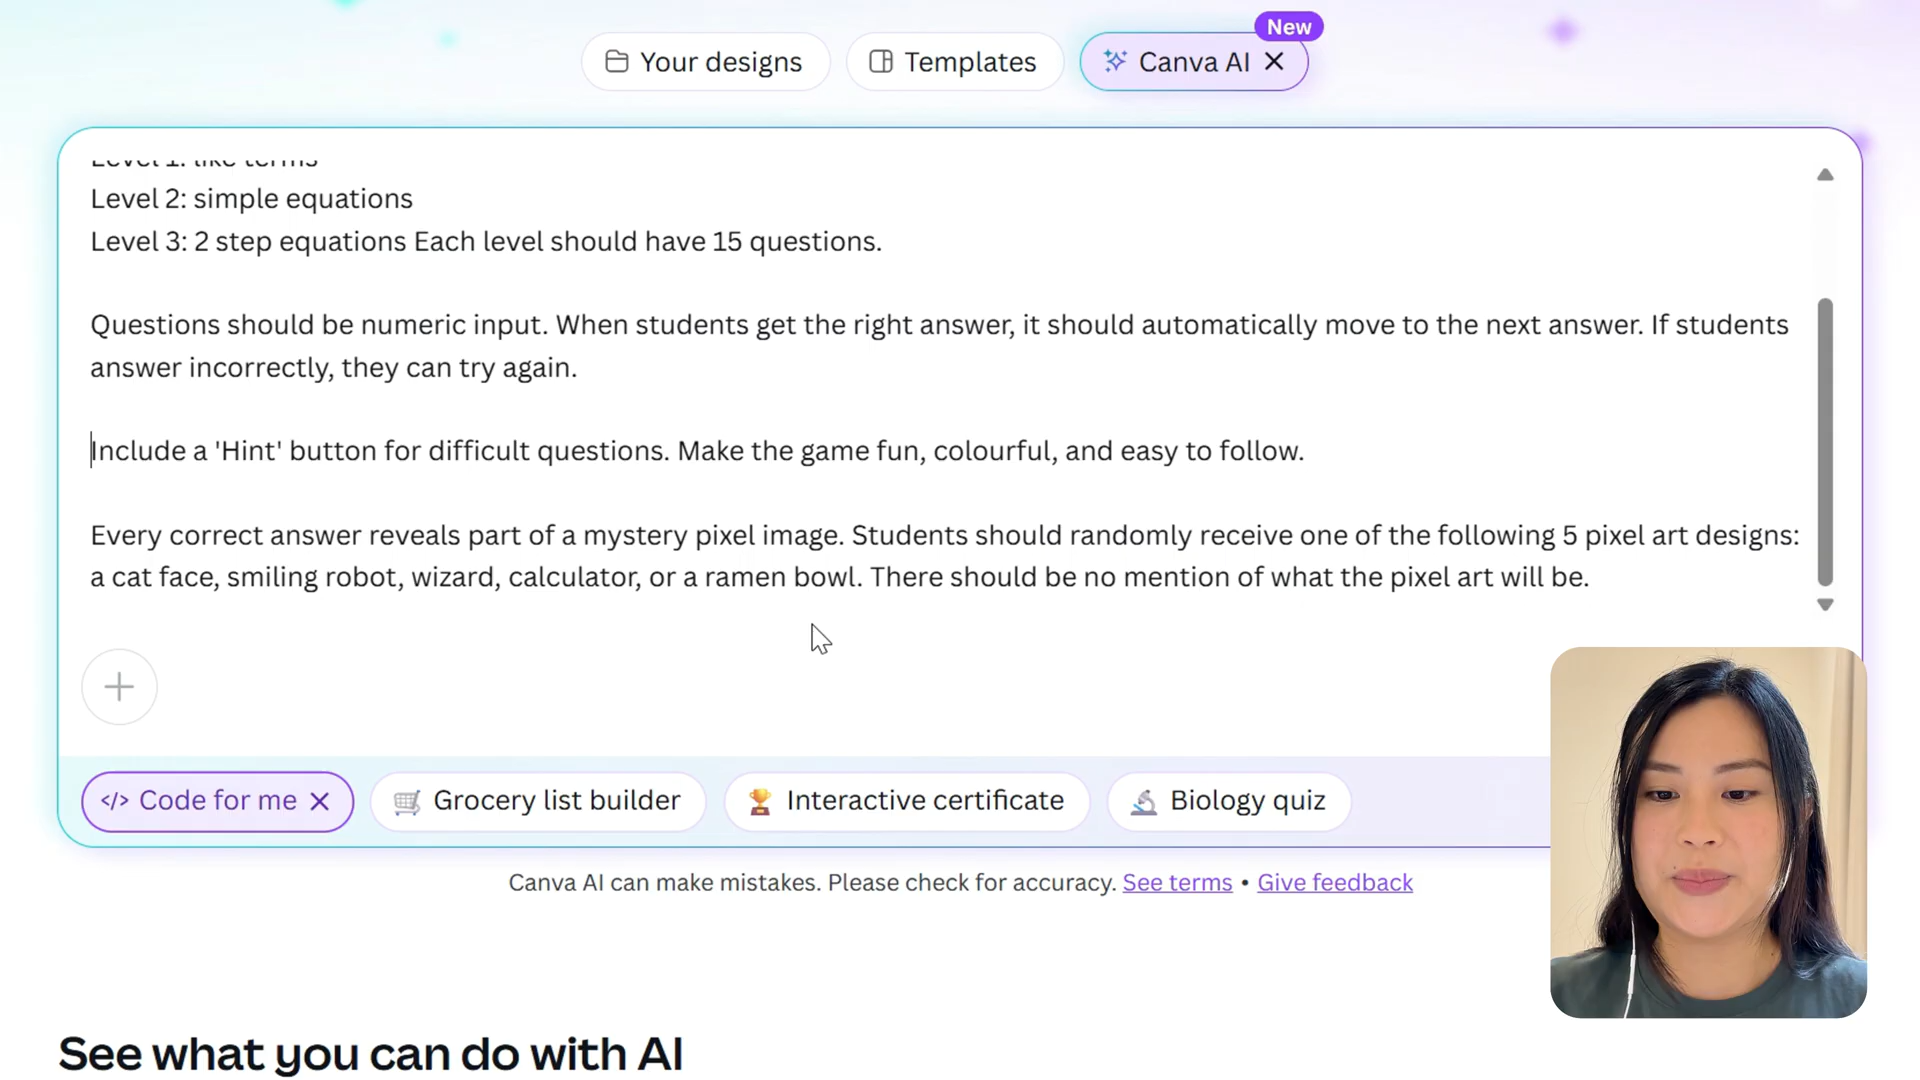 New
Your designs
Templates
Canva AI
Level 1: like terms
Level 2: simple equations
Level 3: 2 step equations Each level should have 15 questions.
Questions should be numeric input. When students get the right answer, it should automatically move to the next answer. If students
answer incorrectly, they can try again.
Include a 'Hint' button for difficult questions. Make the game fun, colourful, and easy to follow.
Every correct answer reveals part of a mystery pixel image. Students should randomly receive one of the following 5 pixel art designs:
a cat face, smiling robot, wizard, calculator, or a ramen bowl. There should be no mention of what the pixel art will be.
</> Code for me
Grocery list builder
Interactive certificate
Biology quiz
Canva AI can make mistakes. Please check for accuracy. See terms • Give feedback
See what you can do with AI